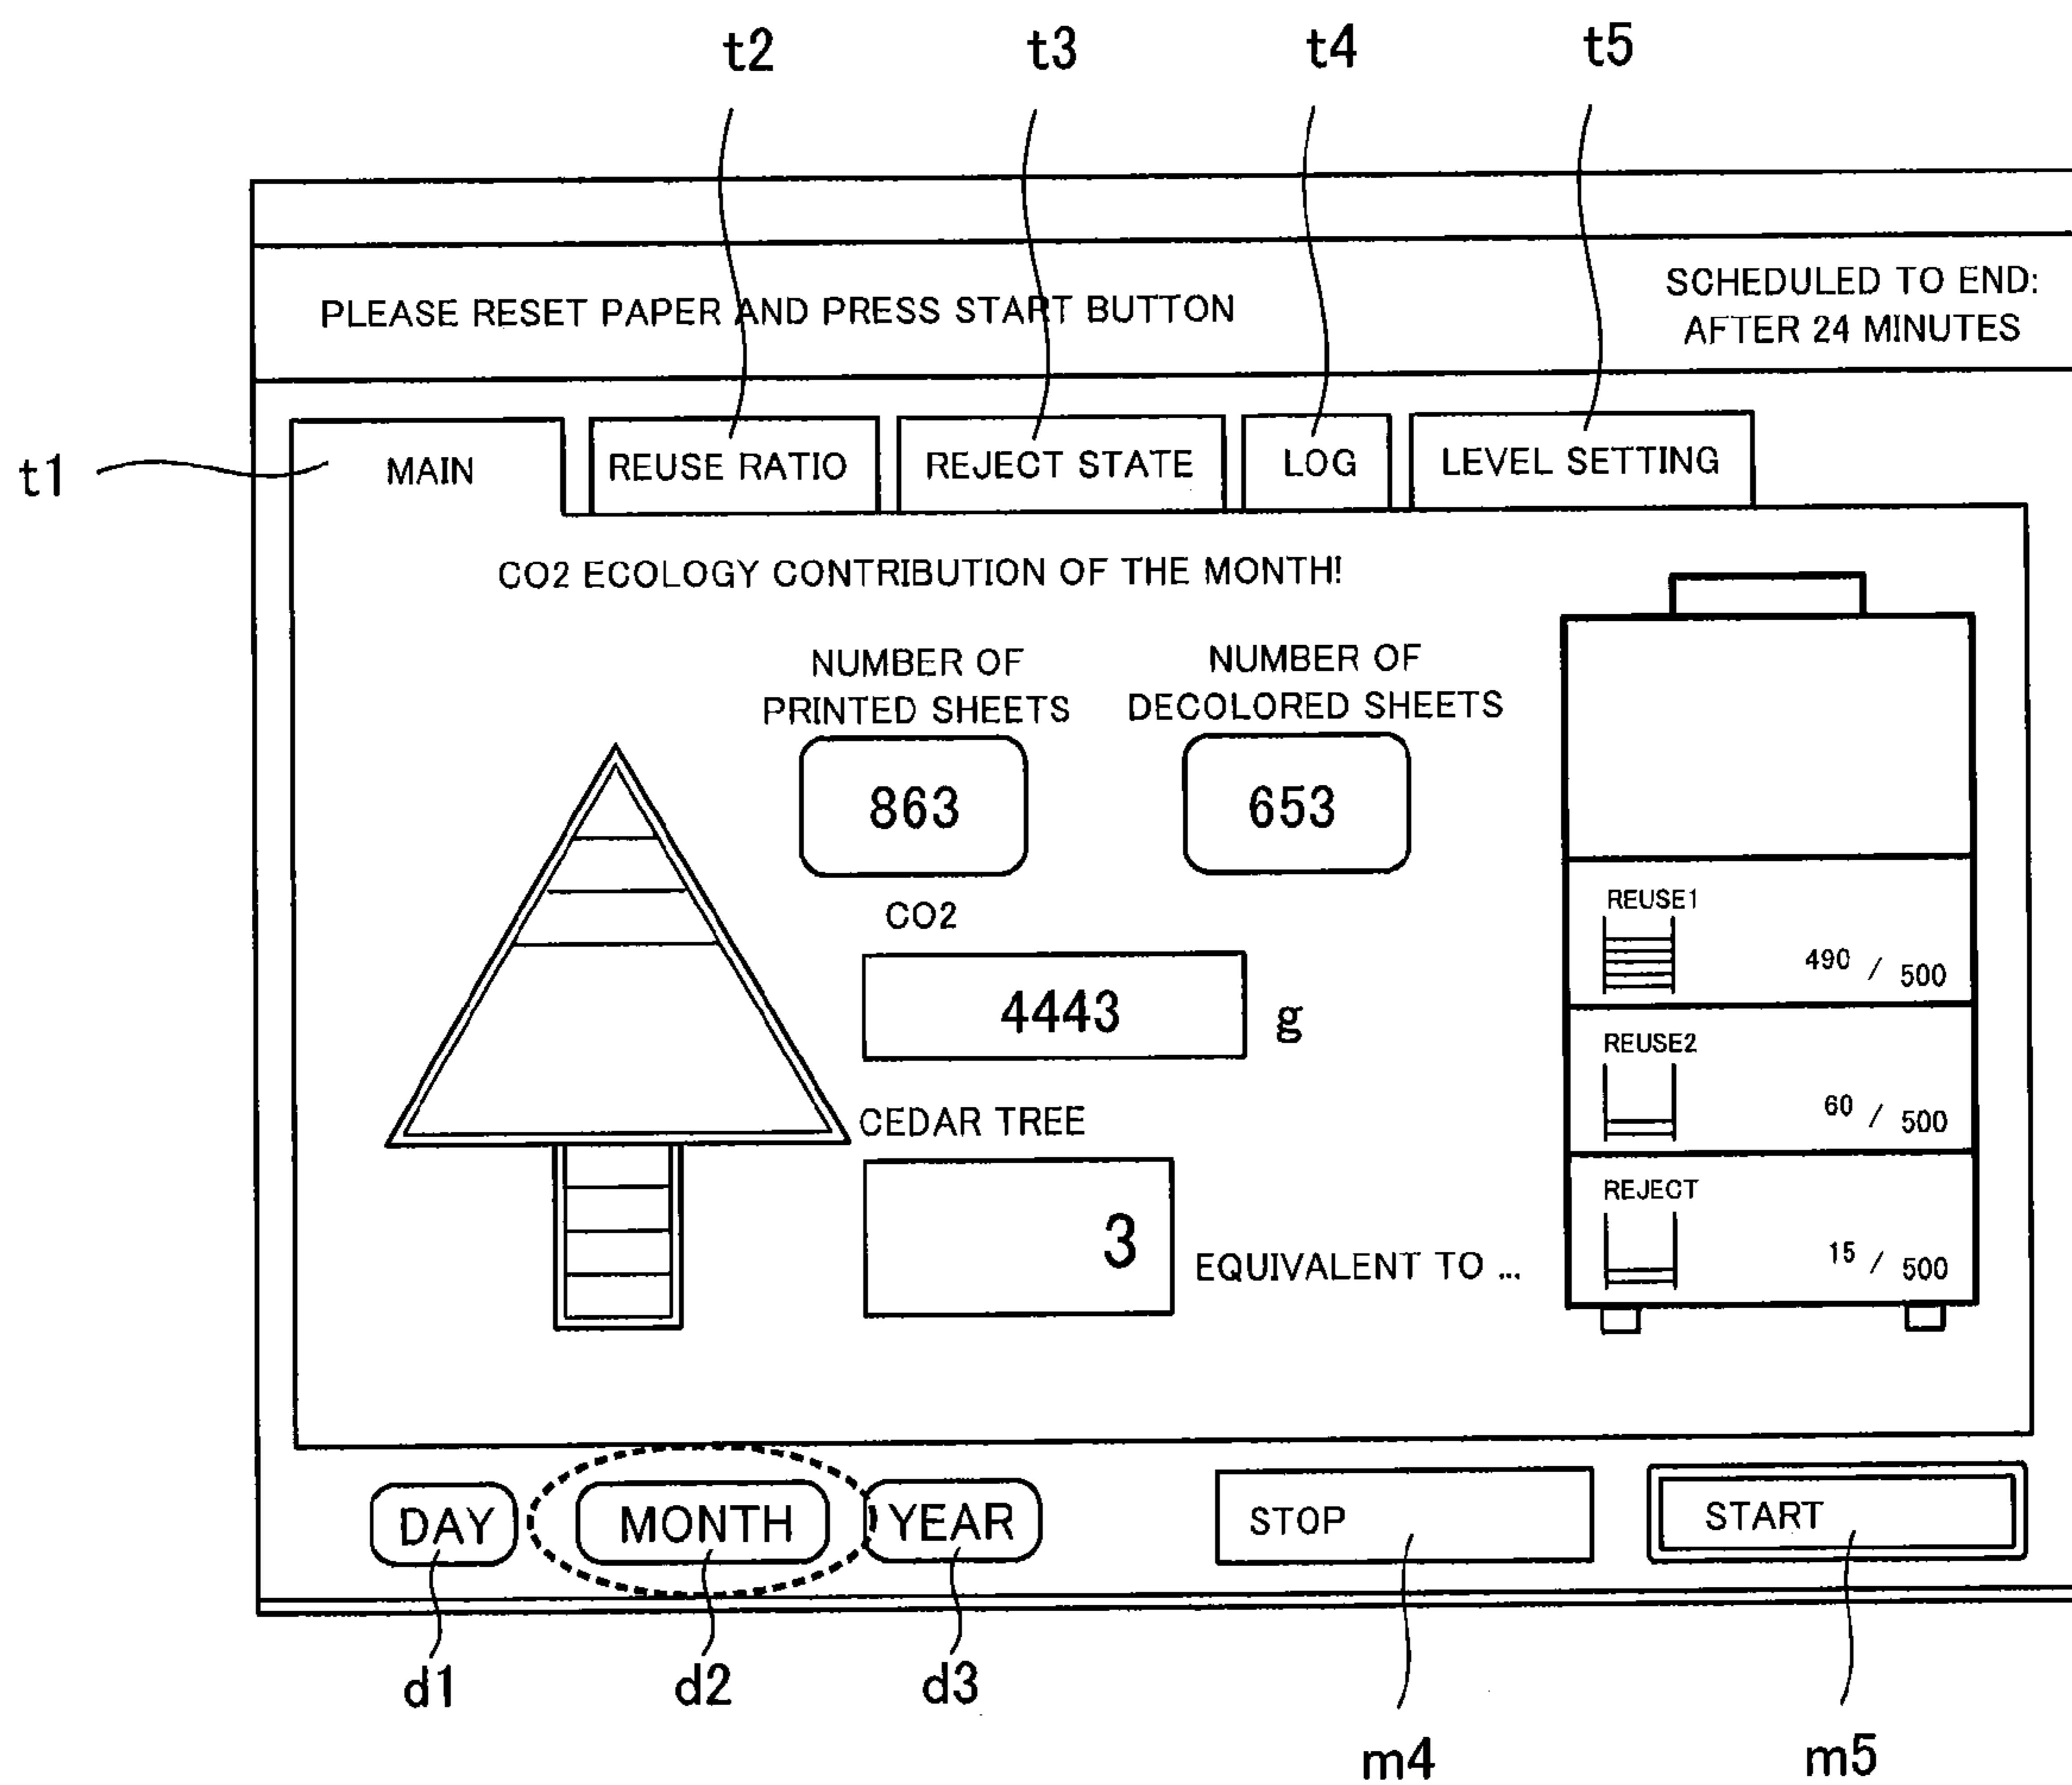 t2 t3 t4 t5
PLEASE RESET PAPER AND PRESS START BUTTON
SCHEDULED TO END:
AFTER 24 MINUTES
t1
MAIN
REUSE RATIO
REJECT STATE
LOG
LEVEL SETTING
CO2 ECOLOGY CONTRIBUTION OF THE MONTH!
NUMBER OF
PRINTED SHEETS
863
NUMBER OF
DECOLORED SHEETS
653
CO2
4443 g
CEDAR TREE
3 EQUIVALENT TO ...
REUSE1
490 / 500
REUSE2
60 / 500
REJECT
15 / 500
DAY
MONTH
YEAR
STOP
START
d1 d2 d3
m4 m5